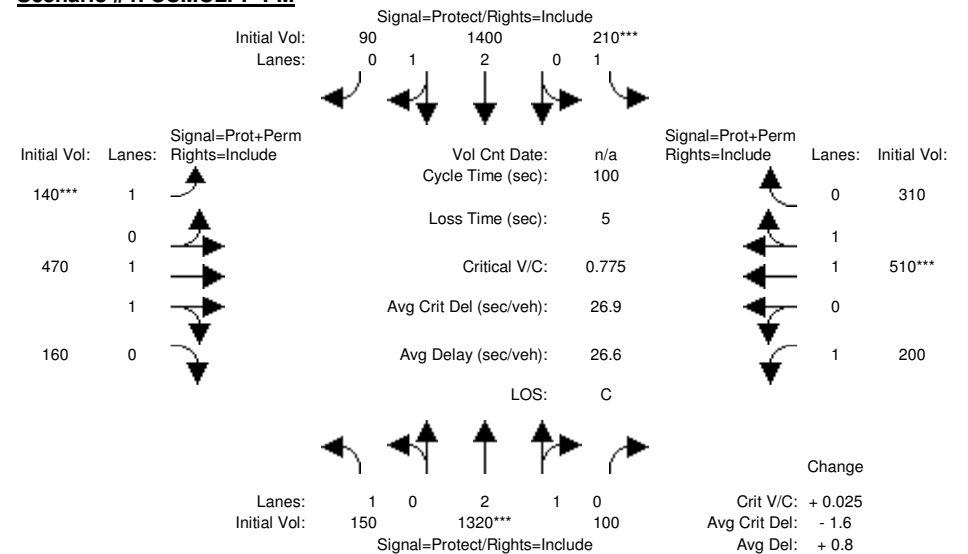 Signal=Protect/Rights=Include
Initial Vol: 90 1400 210***
Lanes: 0 1 2 0 1
Signal=Prot+Perm Signal=Prot+Perm
Initial Vol: Lanes: Rights=Include Vol Cnt Date: n/a Rights=Include Lanes: Initial Vol:
Cycle Time (sec): 100
140*** 1 0 310
Loss Time (sec): 5
0 1
470 1 Critical V/C: 0.775 1 510***
1 Avg Crit Del (sec/veh): 26.9 0
160 0 Avg Delay (sec/veh): 26.6 1 200
LOS: C
Change
Lanes: 1 0 2 1 0 Crit V/C: + 0.025
Initial Vol: 150 1320*** 100 Avg Crit Del: - 1.6
Signal=Protect/Rights=Include Avg Del: + 0.8